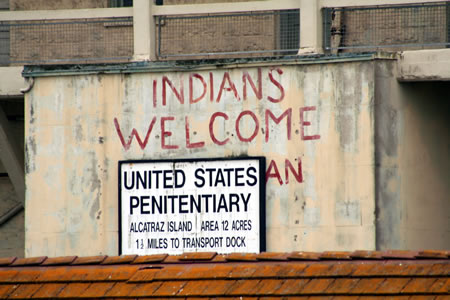 INDIANS
WELCOME
AN
UNITED STATES
PENITENTIARY
ALCATRAZ ISLAND AREA 12 ACRES
1½ MILES TO TRANSPORT DOCK